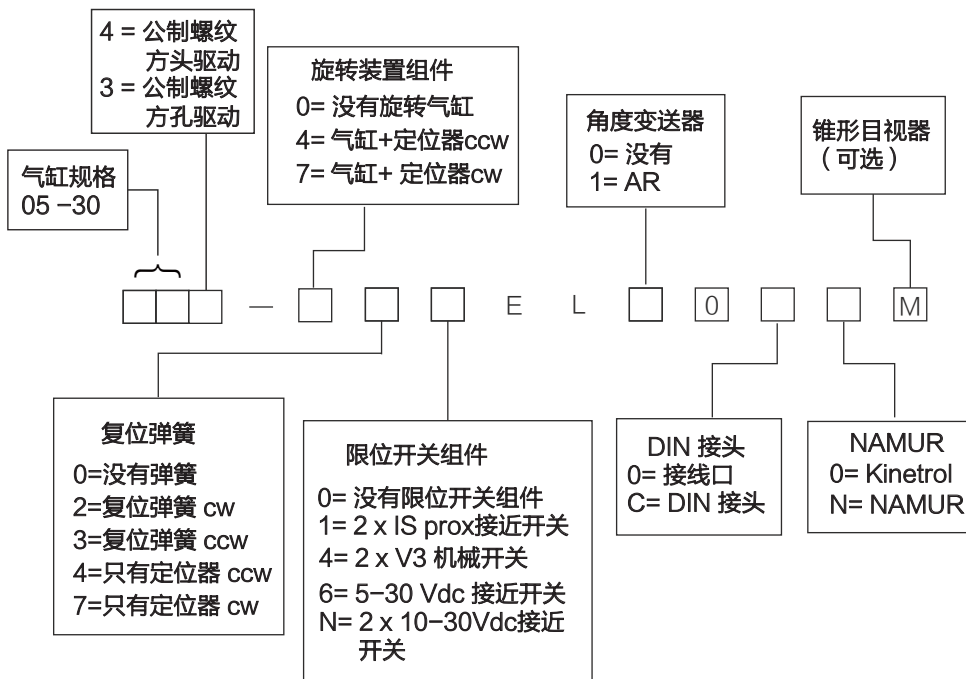 4 = 公制螺纹
方头驱动
3 = 公制螺纹
方孔驱动
气缸规格
05 –30
旋转装置组件
0= 没有旋转气缸
4= 气缸+定位器ccw
7= 气缸+ 定位器cw
角度变送器
0= 没有
1= AR
锥形目视器
（可选）
— E L 0 M
复位弹簧
0=没有弹簧
2=复位弹簧 cw
3=复位弹簧 ccw
4=只有定位器 ccw
7=只有定位器 cw
限位开关组件
0= 没有限位开关组件
1= 2 x IS prox接近开关
4= 2 x V3 机械开关
6= 5–30 Vdc 接近开关
N= 2 x 10–30Vdc接近
开关
DIN 接头
0= 接线口
C= DIN 接头
NAMUR
0= Kinetrol
N= NAMUR